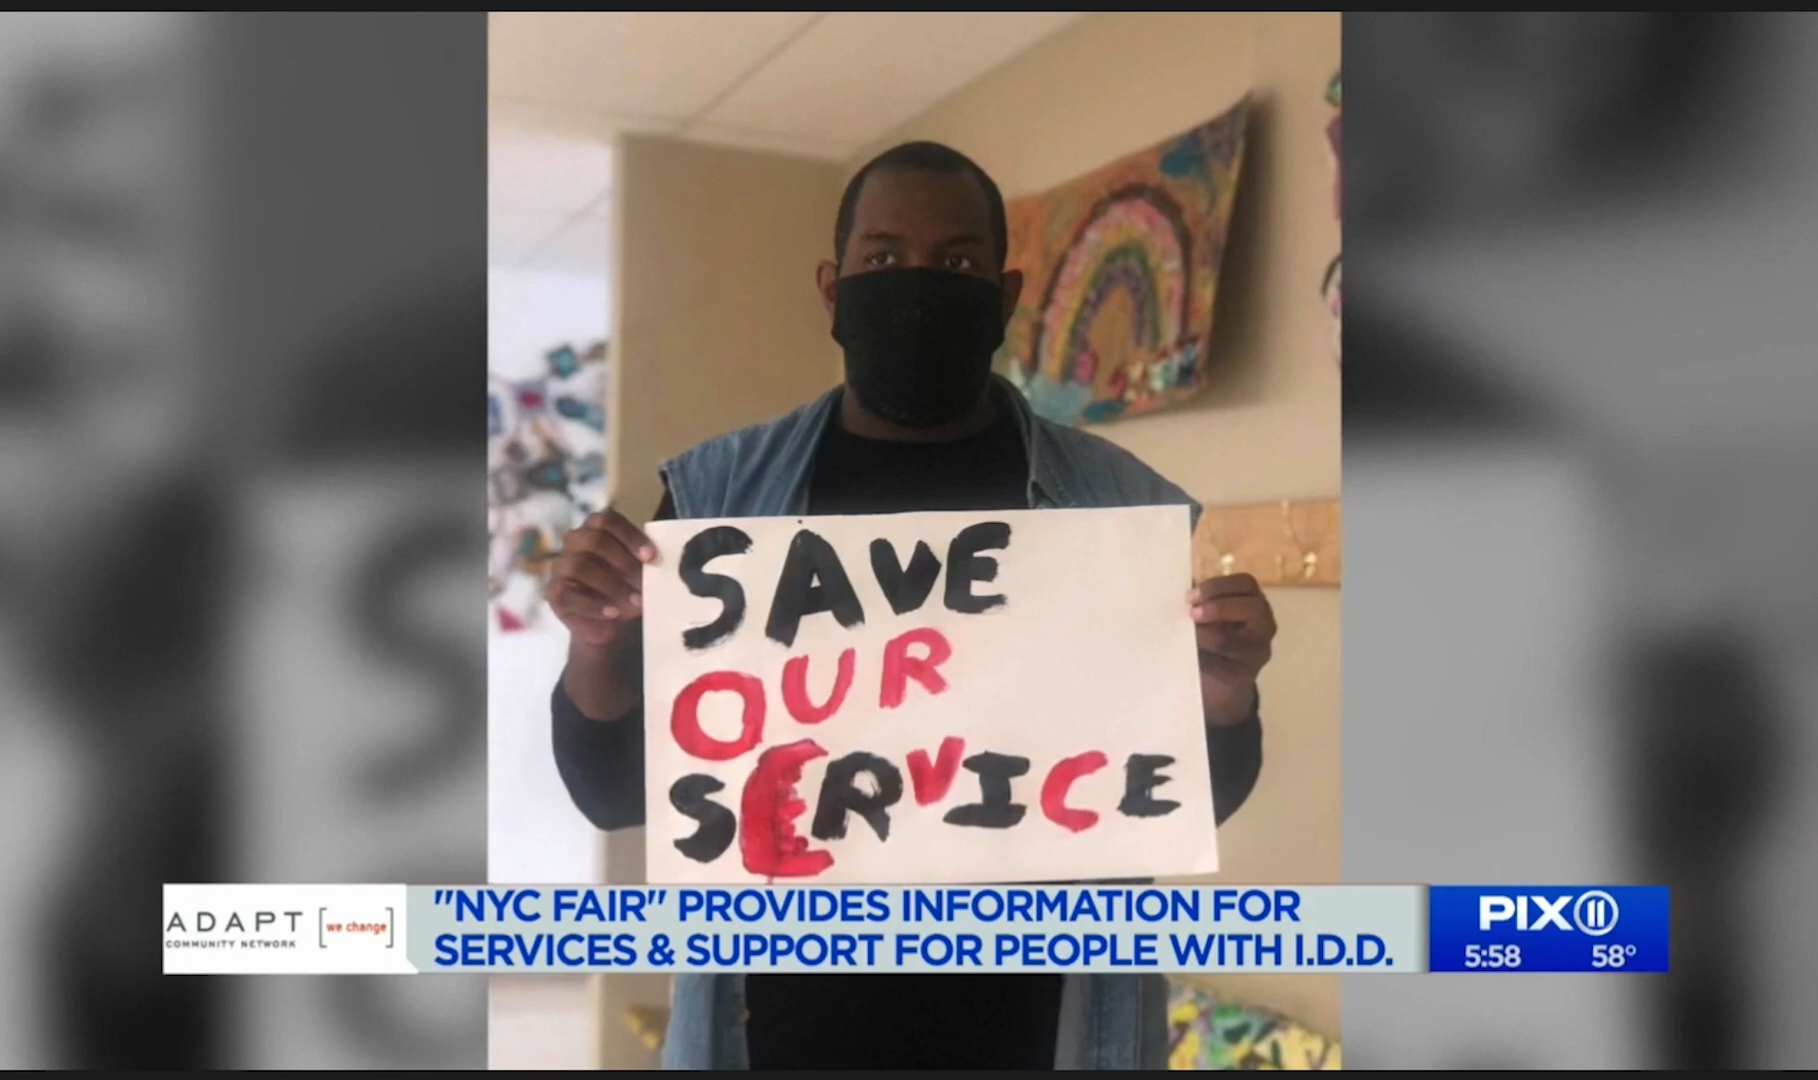 SAVE
OUR
SERVICE
ADAPT
COMMUNITY NETWORK
[we change]
"NYC FAIR" PROVIDES INFORMATION FOR
SERVICES & SUPPORT FOR PEOPLE WITH I.D.D.
PIX11
5:58 58°